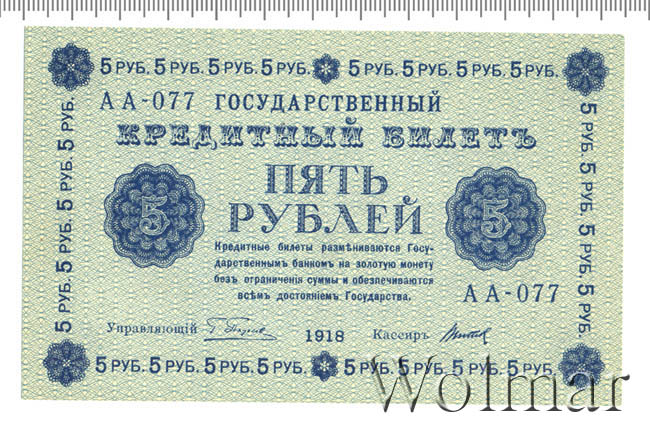 5 РУБ. 5 РУБ. 5 РУБ. 5 РУБ. 5 РУБ. 5 РУБ. 5 РУБ. 5 РУБ.
АА-077 ГОСУДАРСТВЕННЫЙ
КРЕДИТНЫЙ БИЛЕТЪ
ПЯТЬ
РУБЛЕЙ
5
5
Кредитные билеты размѣниваются Госу-
дарственнымъ банкомъ на золотую монету
безъ ограниченія суммы и обезпечиваются
всѣмъ достояніемъ Государства.
АА-077
Управляющій 1918 Кассиръ
5 РУБ. 5 РУБ. 5 РУБ. 5 РУБ. 5 РУБ. 5 РУБ. 5 РУБ. 5 РУБ.
5 РУБ. 5 РУБ. 5 РУБ. 5 РУБ.
5 РУБ. 5 РУБ. 5 РУБ. 5 РУБ.
Wolmar